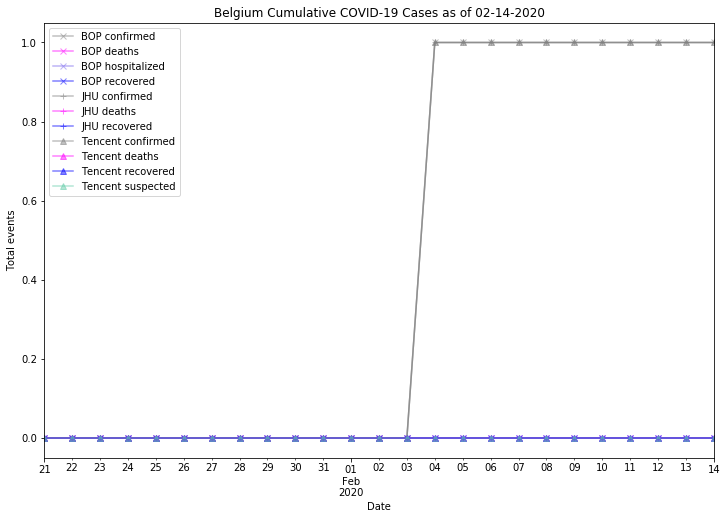 Belgium Cumulative COVID-19 Cases as of 02-14-2020
BOP confirmed
BOP deaths
BOP hospitalized
BOP recovered
JHU confirmed
JHU deaths
JHU recovered
Tencent confirmed
Tencent deaths
Tencent recovered
Tencent suspected
Total events
1.0
0.8
0.6
0.4
0.2
0.0
21 22 23 24 25 26 27 28 29 30 31 01 02 03 04 05 06 07 08 09 10 11 12 13 14
Feb
2020
Date